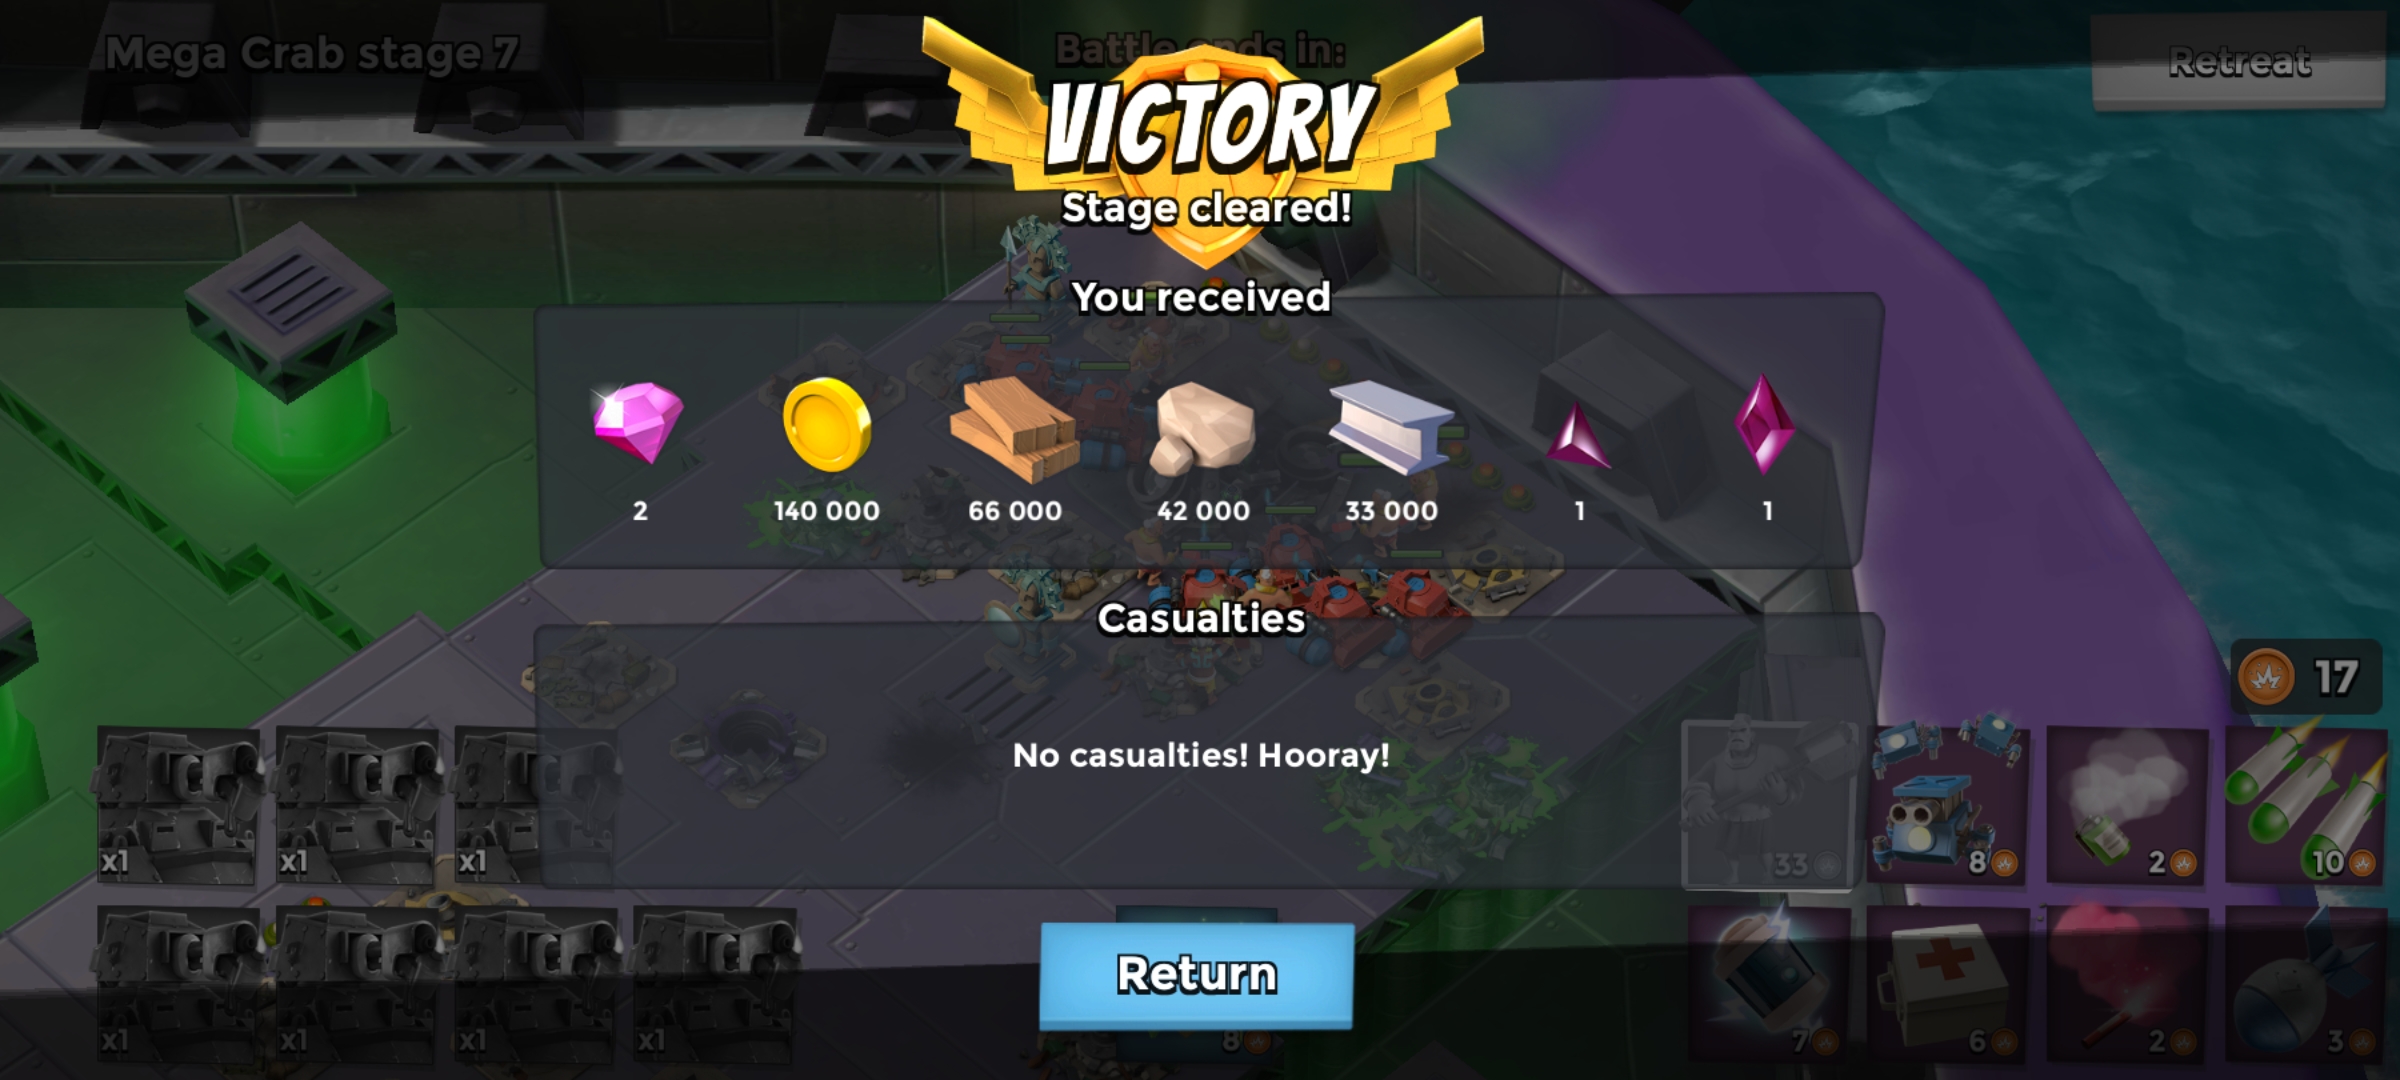 Mega Crab stage 7
Battle ends in:
Retreat
VICTORY
Stage cleared!
You received
2
140 000
66 000
42 000
33 000
1
1
Casualties
No casualties! Hooray!
17
x1
x1
x1
33
8
2
10
x1
x1
x1
x1
Return
8
7
6
2
3